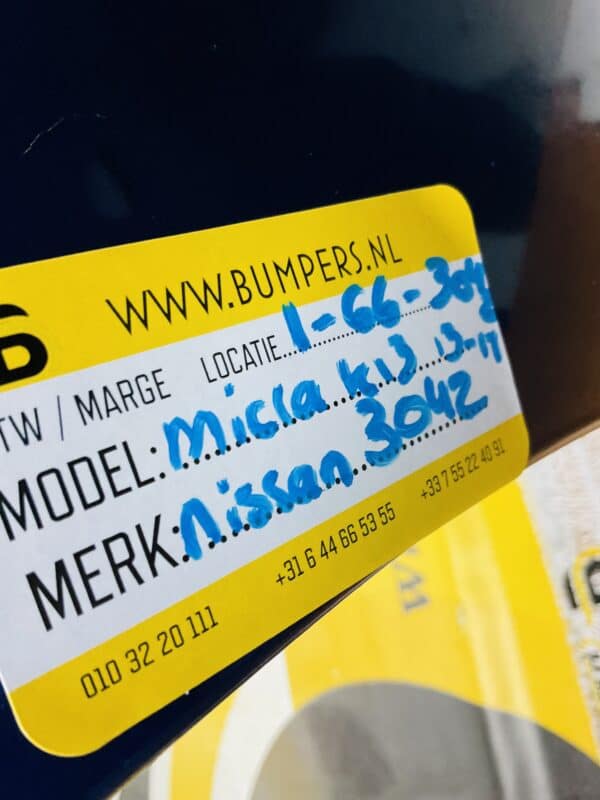 WWW.BUMPERS.NL
TW / MARGE LOCATIE 1-66-3042
MODEL: micra k13 13-17
MERK: nissan 3042
010 32 20 111 +31 6 44 66 53 55 +33 7 55 22 40 91